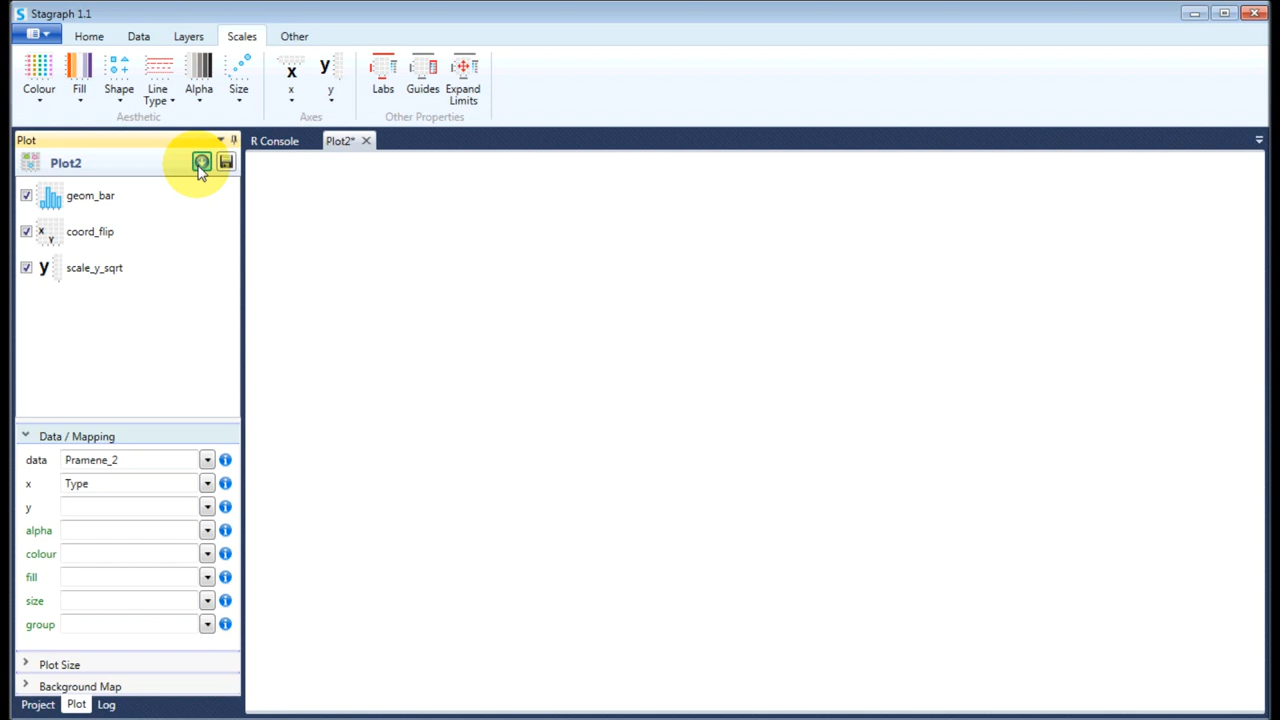 Stagraph 1.1
Home Data Layers Scales Other
Colour Fill Shape Line Type Alpha Size x y Labs Guides Expand Limits
Aesthetic Axes Other Properties
Plot
R Console Plot2*
Plot2
geom_bar
coord_flip
y scale_y_sqrt
Data / Mapping
data Pramene_2
x Type
y
alpha
colour
fill
size
group
Plot Size
Background Map
Project Plot Log